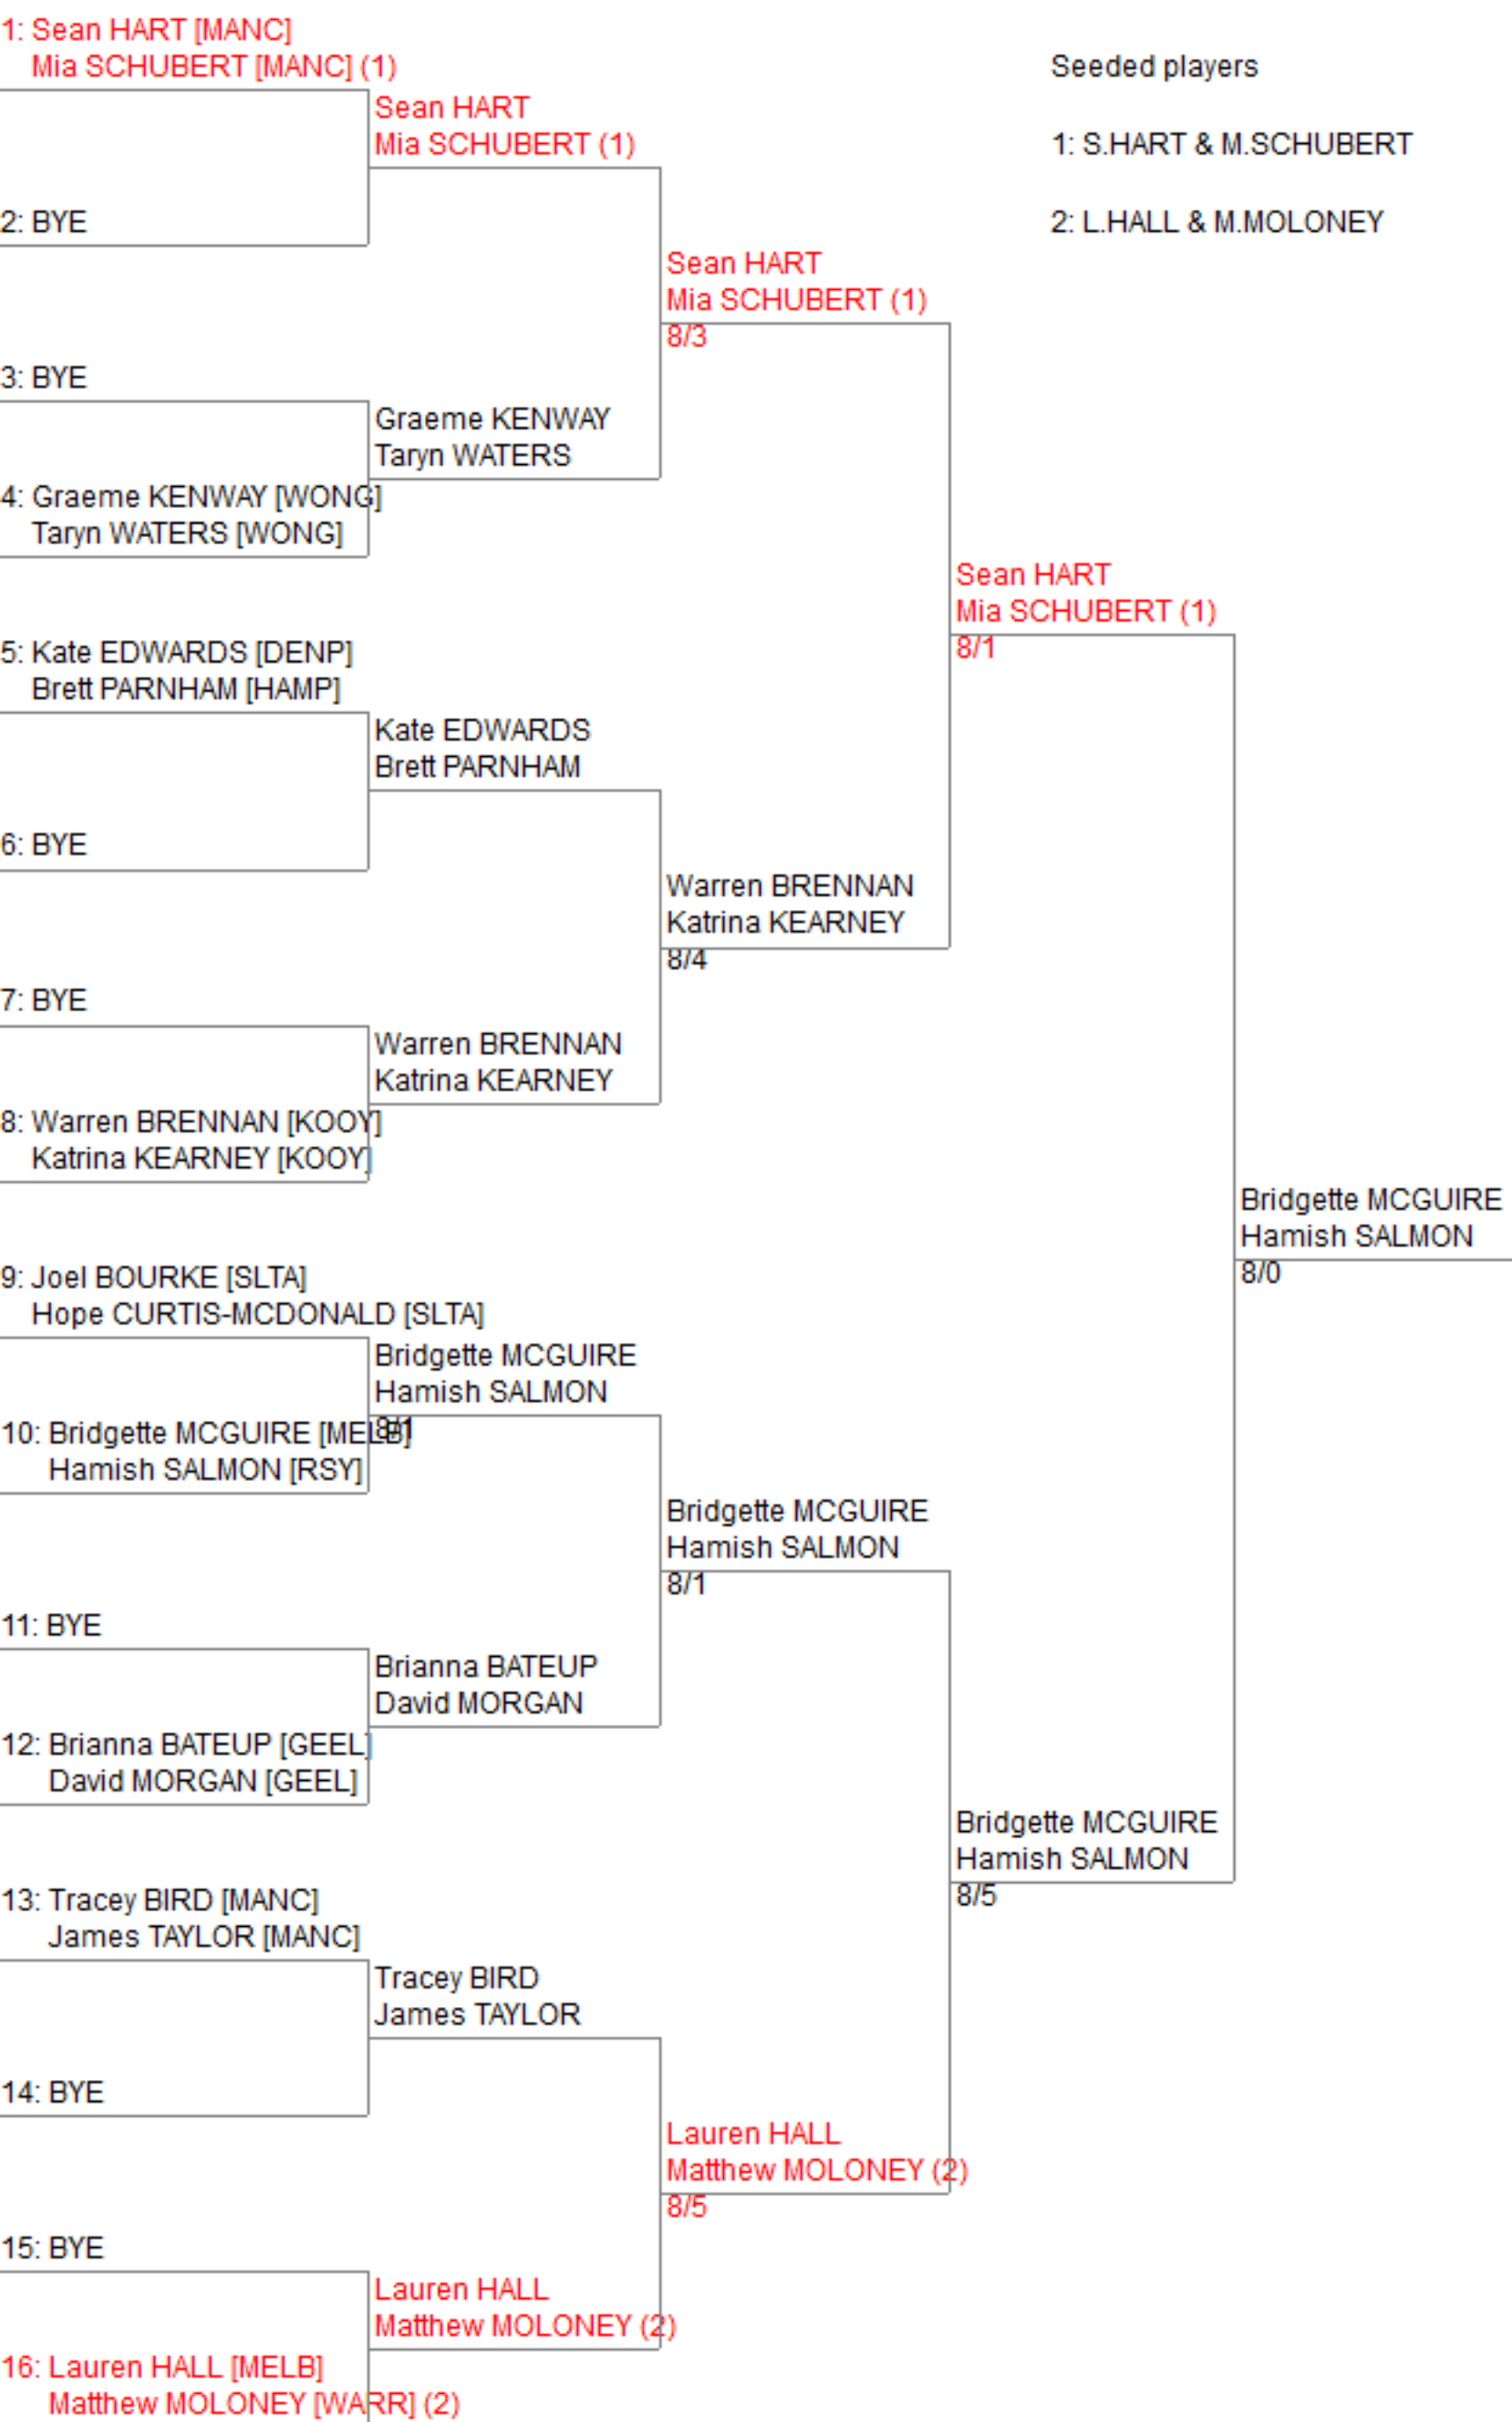 1: Sean HART [MANC]
Mia SCHUBERT [MANC] (1)
2: BYE
3: BYE
4: Graeme KENWAY [WONG]
Taryn WATERS [WONG]
5: Kate EDWARDS [DENP]
Brett PARNHAM [HAMP]
6: BYE
7: BYE
8: Warren BRENNAN [KOOY]
Katrina KEARNEY [KOOY]
9: Joel BOURKE [SLTA]
Hope CURTIS-MCDONALD [SLTA]
10: Bridgette MCGUIRE [MELB]
Hamish SALMON [RSY]
11: BYE
12: Brianna BATEUP [GEEL]
David MORGAN [GEEL]
13: Tracey BIRD [MANC]
James TAYLOR [MANC]
14: BYE
15: BYE
16: Lauren HALL [MELB]
Matthew MOLONEY [WARR] (2)
Sean HART
Mia SCHUBERT (1)
Graeme KENWAY
Taryn WATERS
Kate EDWARDS
Brett PARNHAM
Warren BRENNAN
Katrina KEARNEY
Bridgette MCGUIRE
Hamish SALMON
8/1
Brianna BATEUP
David MORGAN
Tracey BIRD
James TAYLOR
Lauren HALL
Matthew MOLONEY (2)
Sean HART
Mia SCHUBERT (1)
8/3
Warren BRENNAN
Katrina KEARNEY
8/4
Bridgette MCGUIRE
Hamish SALMON
8/1
Lauren HALL
Matthew MOLONEY (2)
8/5
Sean HART
Mia SCHUBERT (1)
8/1
Bridgette MCGUIRE
Hamish SALMON
8/5
Bridgette MCGUIRE
Hamish SALMON
8/0
Seeded players
1: S.HART & M.SCHUBERT
2: L.HALL & M.MOLONEY